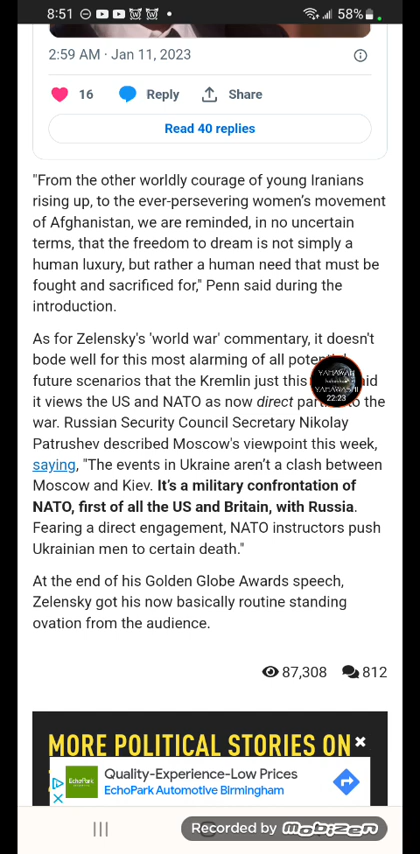 8:51
58%
2:59 AM · Jan 11, 2023
16 Reply Share
Read 40 replies
"From the other worldly courage of young Iranians
rising up, to the ever-persevering women's movement
of Afghanistan, we are reminded, in no uncertain
terms, that the freedom to dream is not simply a
human luxury, but rather a human need that must be
fought and sacrificed for," Penn said during the
introduction.
As for Zelensky's 'world war' commentary, it doesn't
bode well for this most alarming of all
future scenarios that the Kremlin just this
it views the US and NATO as now direct the
war. Russian Security Council Secretary Nikolay
Patrushev described Moscow's viewpoint this week,
saying, "The events in Ukraine aren't a clash between
Moscow and Kiev. It's a military confrontation of
NATO, first of all the US and Britain, with Russia.
Fearing a direct engagement, NATO instructors push
Ukrainian men to certain death."
At the end of his Golden Globe Awards speech,
Zelensky got his now basically routine standing
ovation from the audience.
22:23
87,308 812
MORE POLITICAL STORIES ON
EchoPark
Quality-Experience-Low Prices
EchoPark Automotive Birmingham
Recorded by mobizen